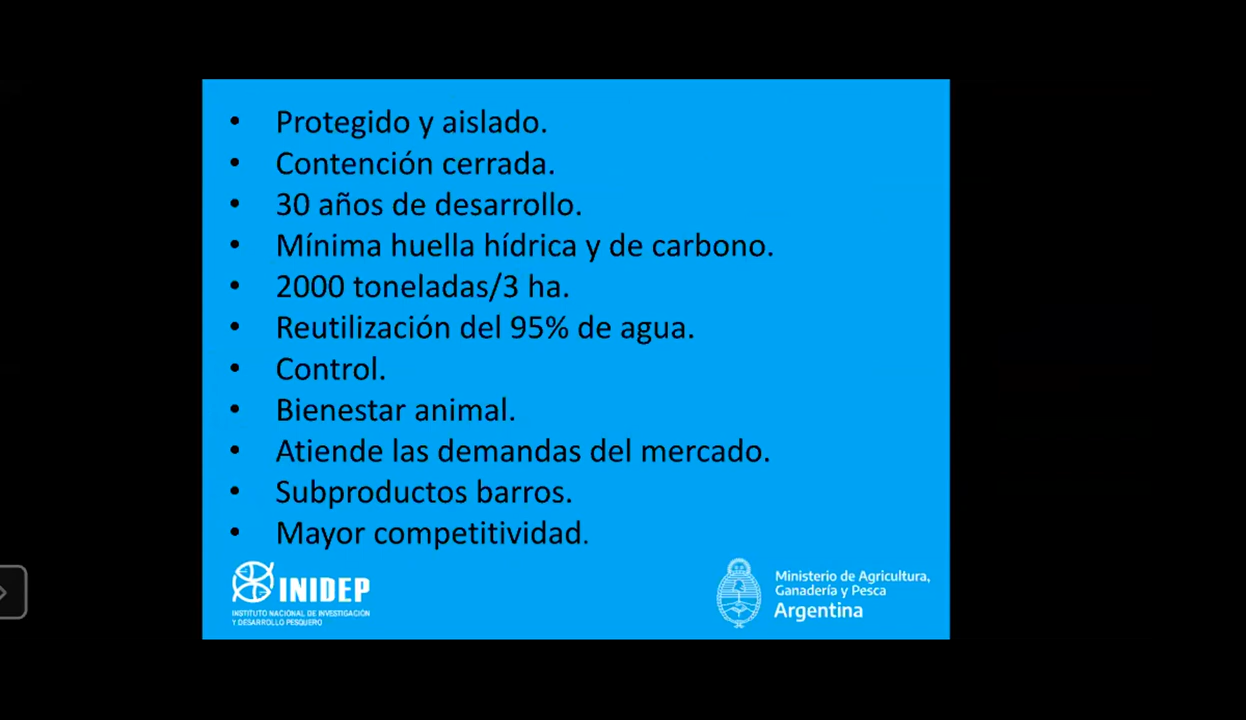 • Protegido y aislado.
• Contención cerrada.
• 30 años de desarrollo.
• Mínima huella hídrica y de carbono.
• 2000 toneladas/3 ha.
• Reutilización del 95% de agua.
• Control.
• Bienestar animal.
• Atiende las demandas del mercado.
• Subproductos barros.
• Mayor competitividad.
INIDEP
INSTITUTO NACIONAL DE INVESTIGACIÓN
Y DESARROLLO PESQUERO
Ministerio de Agricultura,
Ganadería y Pesca
Argentina